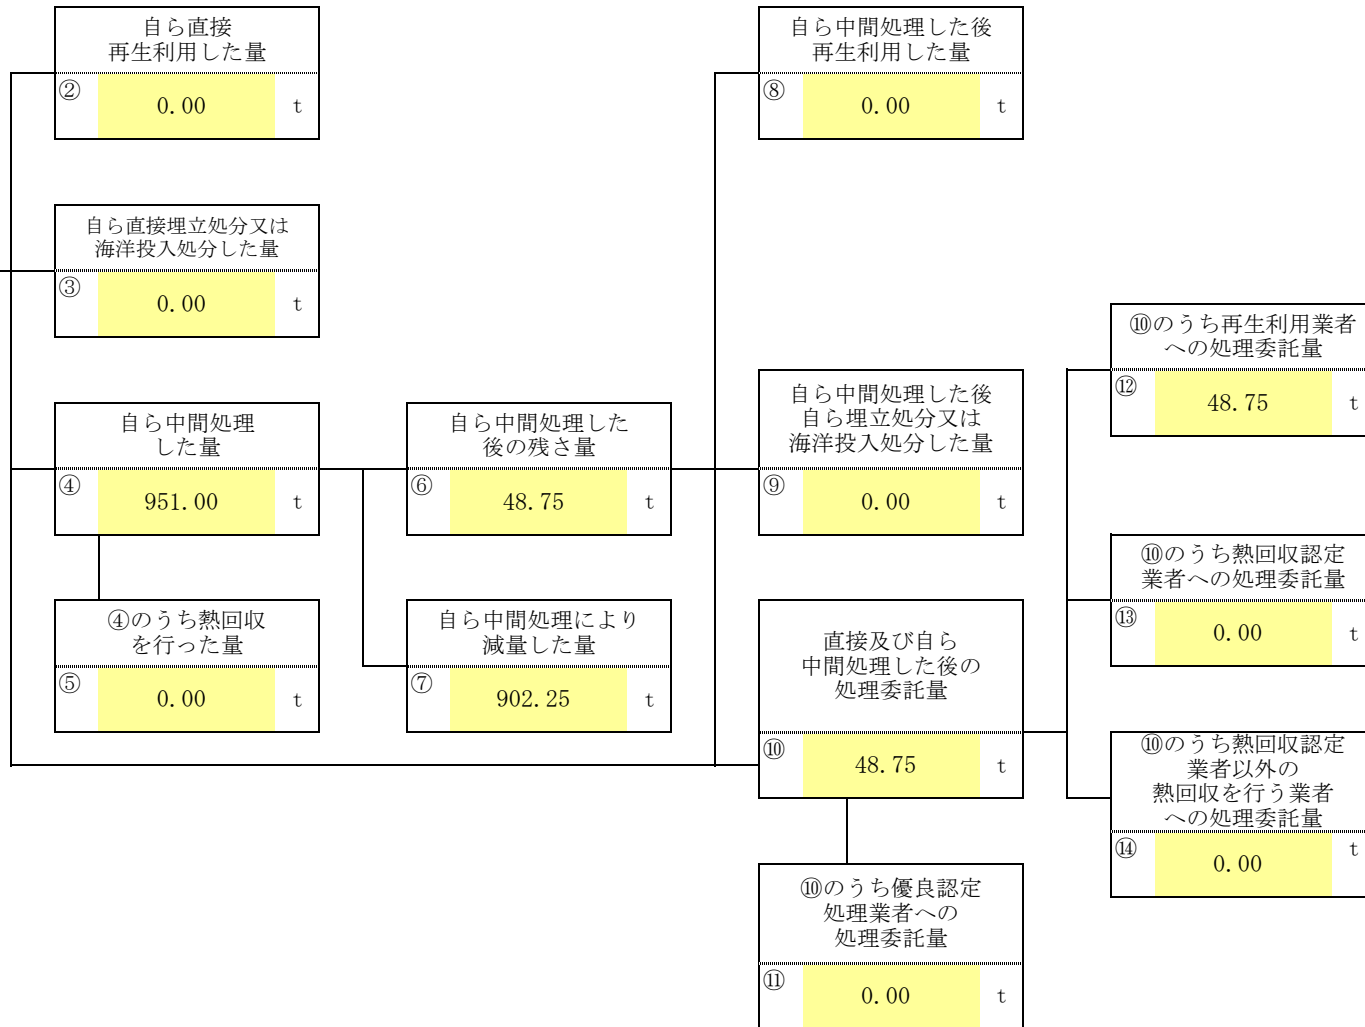 自ら直接
再生利用した量
②
0.00
t
自ら中間処理した後
再生利用した量
⑧
0.00
t
自ら直接埋立処分又は
海洋投入処分した量
③
0.00
t
⑩のうち再生利用業者
への処理委託量
⑫
48.75
t
自ら中間処理
した量
④
951.00
t
自ら中間処理した
後の残さ量
⑥
48.75
t
自ら中間処理した後
自ら埋立処分又は
海洋投入処分した量
⑨
0.00
t
⑩のうち熱回収認定
業者への処理委託量
⑬
0.00
t
④のうち熱回収
を行った量
⑤
0.00
t
自ら中間処理により
減量した量
⑦
902.25
t
直接及び自ら
中間処理した後の
処理委託量
⑩
48.75
t
⑩のうち熱回収認定
業者以外の
熱回収を行う業者
への処理委託量
⑭
0.00
t
⑩のうち優良認定
処理業者への
処理委託量
⑪
0.00
t